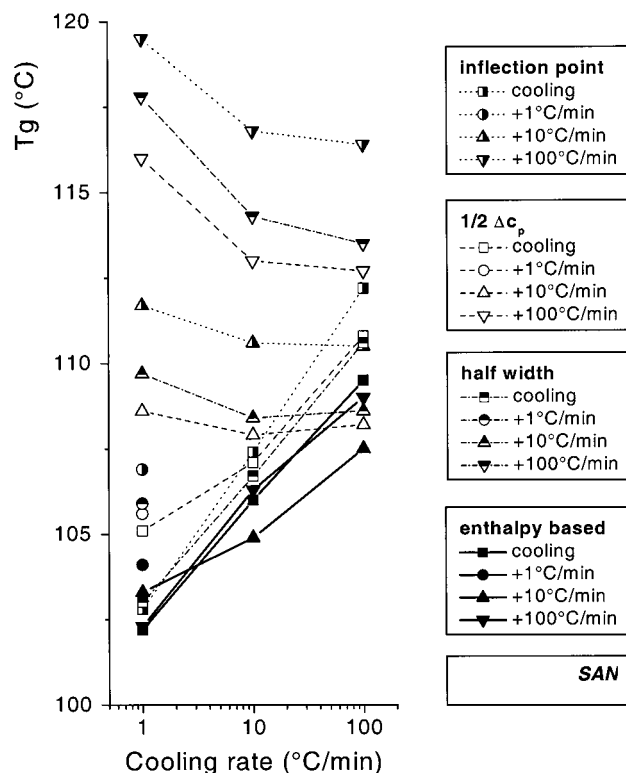 120
115
110
105
100
Tg (°C)
1
10
100
Cooling rate (°C/min)
inflection point
cooling
+1°C/min
+10°C/min
+100°C/min
1/2 Δcp
cooling
+1°C/min
+10°C/min
+100°C/min
half width
cooling
+1°C/min
+10°C/min
+100°C/min
enthalpy based
cooling
+1°C/min
+10°C/min
+100°C/min
SAN